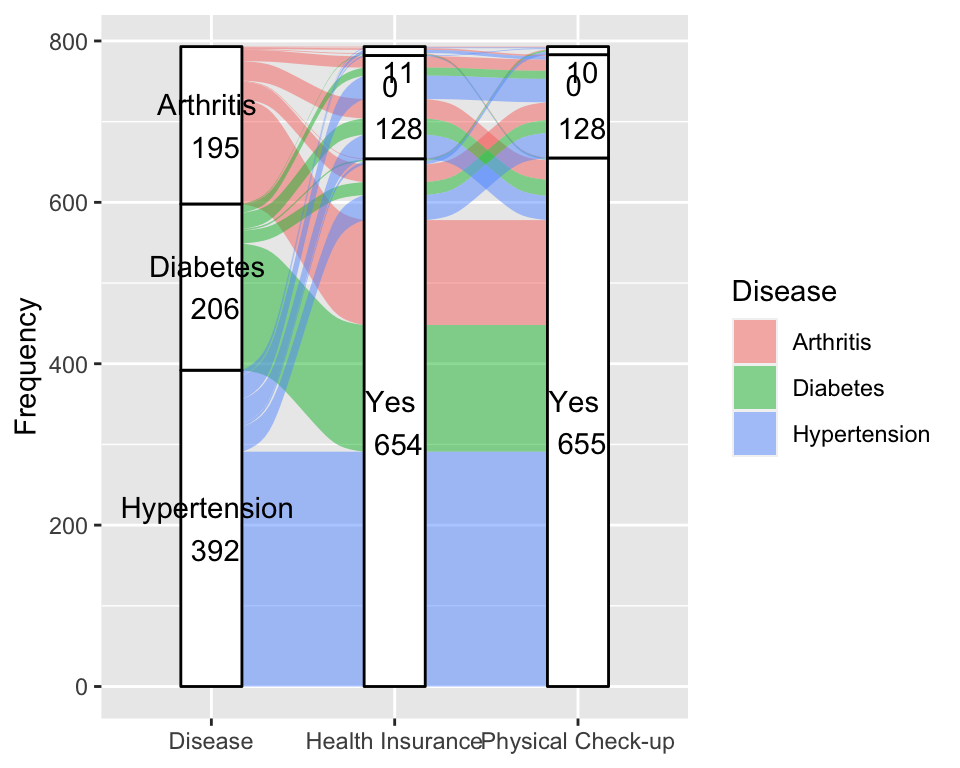 Frequency
800
600
400
200
0
Arthritis
195
Diabetes
206
Hypertension
392
11
0
128
Yes
654
10
0
128
Yes
655
Disease
Health Insurance
Physical Check-up
Disease
Arthritis
Diabetes
Hypertension